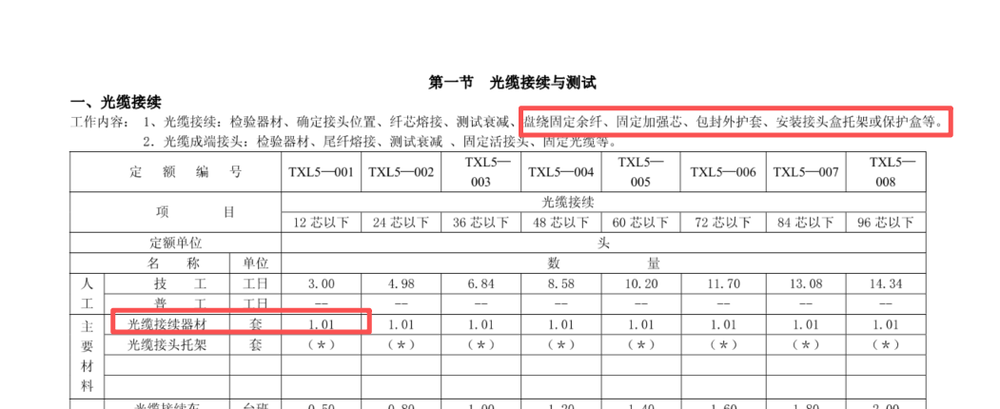 第一节 光缆接续与测试
一、光缆接续
工作内容： 1、光缆接续：检验器材、确定接头位置、纤芯熔接、测试衰减、盘绕固定余纤、固定加强芯、包封外护套、安装接头盒托架或保护盒等。
2．光缆成端接头：检验器材、尾纤熔接、测试衰减 、固定活接头、固定光缆等。
定 额 编 号 TXL5—001 TXL5—002 TXL5—003 TXL5—004 TXL5—005 TXL5—006 TXL5—007 TXL5—008
项 目 光缆接续
12 芯以下 24 芯以下 36 芯以下 48 芯以下 60 芯以下 72 芯以下 84 芯以下 96 芯以下
定额单位 头
名 称 单位 数 量
人工 技 工 工日 3.00 4.98 6.84 8.58 10.20 11.70 13.08 14.34
普 工 工日 -- -- -- -- -- -- -- --
主要材料 光缆接续器材 套 1.01 1.01 1.01 1.01 1.01 1.01 1.01 1.01
光缆接头托架 套 (*) (*) (*) (*) (*) (*) (*) (*)
光缆接续车 台班 0.50 0.80 1.00 1.20 1.40 1.60 1.80 2.00